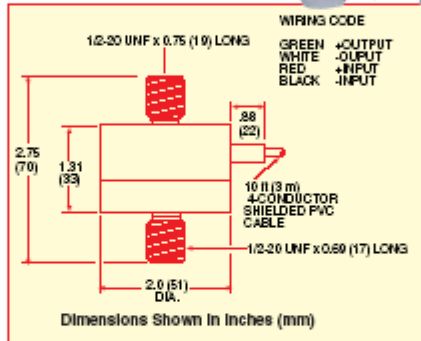 WIRING CODE
GREEN +OUTPUT
WHITE -OUPUT
RED +INPUT
BLACK -INPUT
1/2-20 UNF x 0.75 (19) LONG
.88
(22)
2.75
(70)
1.31
(33)
10 ft (3 m)
4-CONDUCTOR
SHIELDED PVC
CABLE
1/2-20 UNF x 0.69 (17) LONG
2.0 (51)
DIA.
Dimensions Shown in Inches (mm)